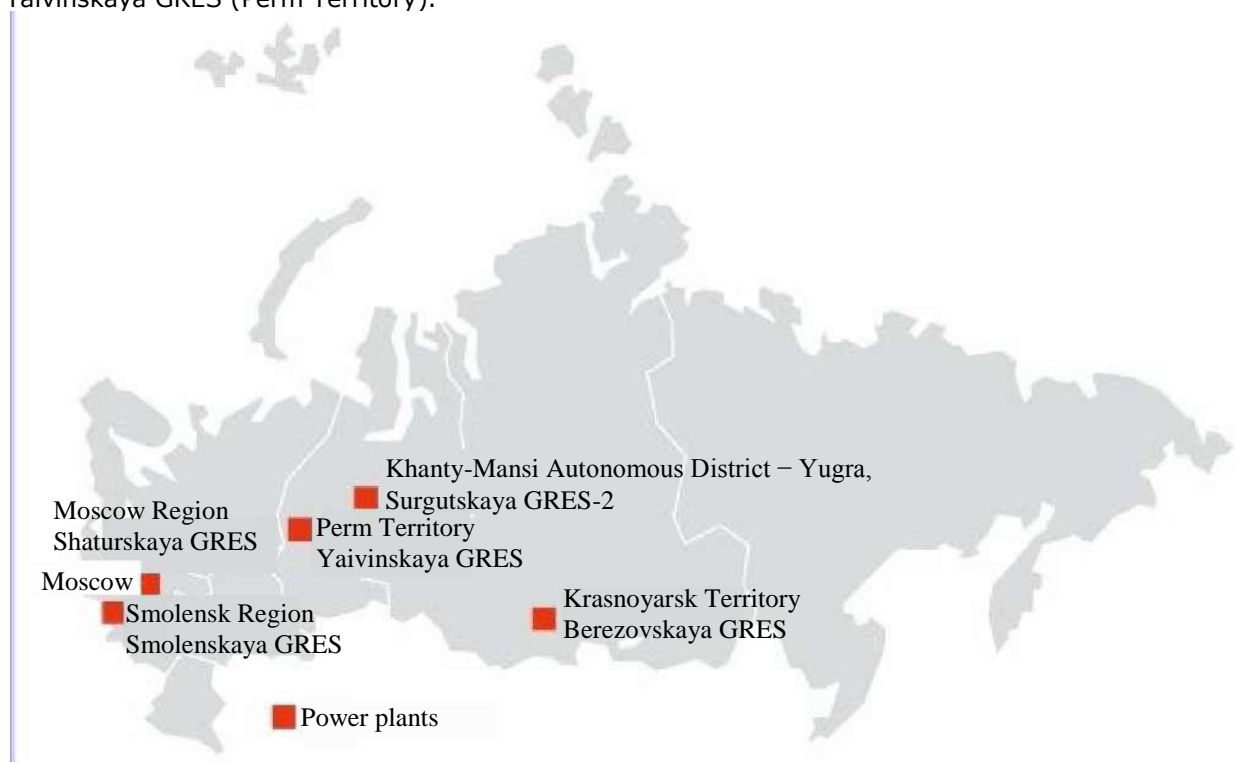 Yaivinskaya GRES (Perm Territory).
Khanty-Mansi Autonomous District − Yugra,
Surgutskaya GRES-2
Moscow Region
Shaturskaya GRES
Perm Territory
Yaivinskaya GRES
Moscow
Smolensk Region
Smolenskaya GRES
Krasnoyarsk Territory
Berezovskaya GRES
Power plants